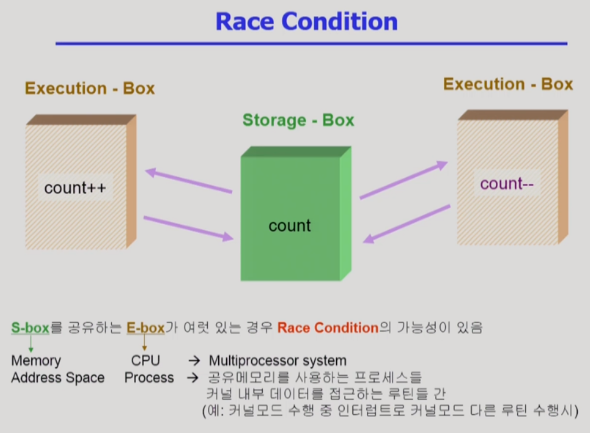 Race Condition
Execution - Box
Execution - Box
Storage - Box
count++
count
count--
S-box를 공유하는 E-box가 여럿 있는 경우 Race Condition의 가능성이 있음
Memory CPU → Multiprocessor system
Address Space Process → 공유메모리를 사용하는 프로세스들
커널 내부 데이터를 접근하는 루틴들 간
(예: 커널모드 수행 중 인터럽트로 커널모드 다른 루틴 수행시)